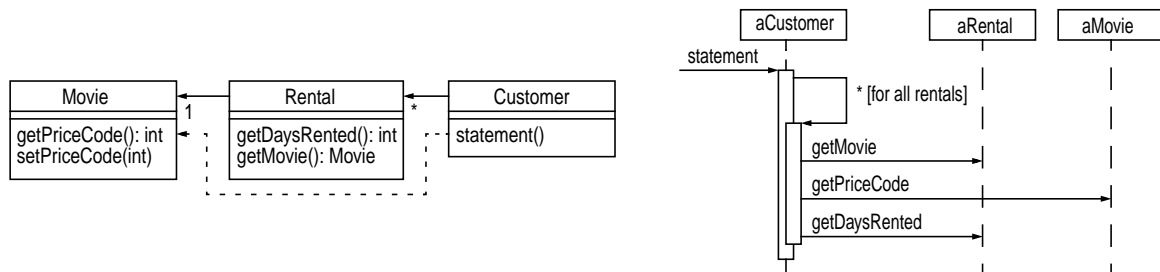 Movie
1
getPriceCode(): int
setPriceCode(int)
Rental
*
getDaysRented(): int
getMovie(): Movie
Customer
statement()
aCustomer
aRental
aMovie
statement
* [for all rentals]
getMovie
getPriceCode
getDaysRented